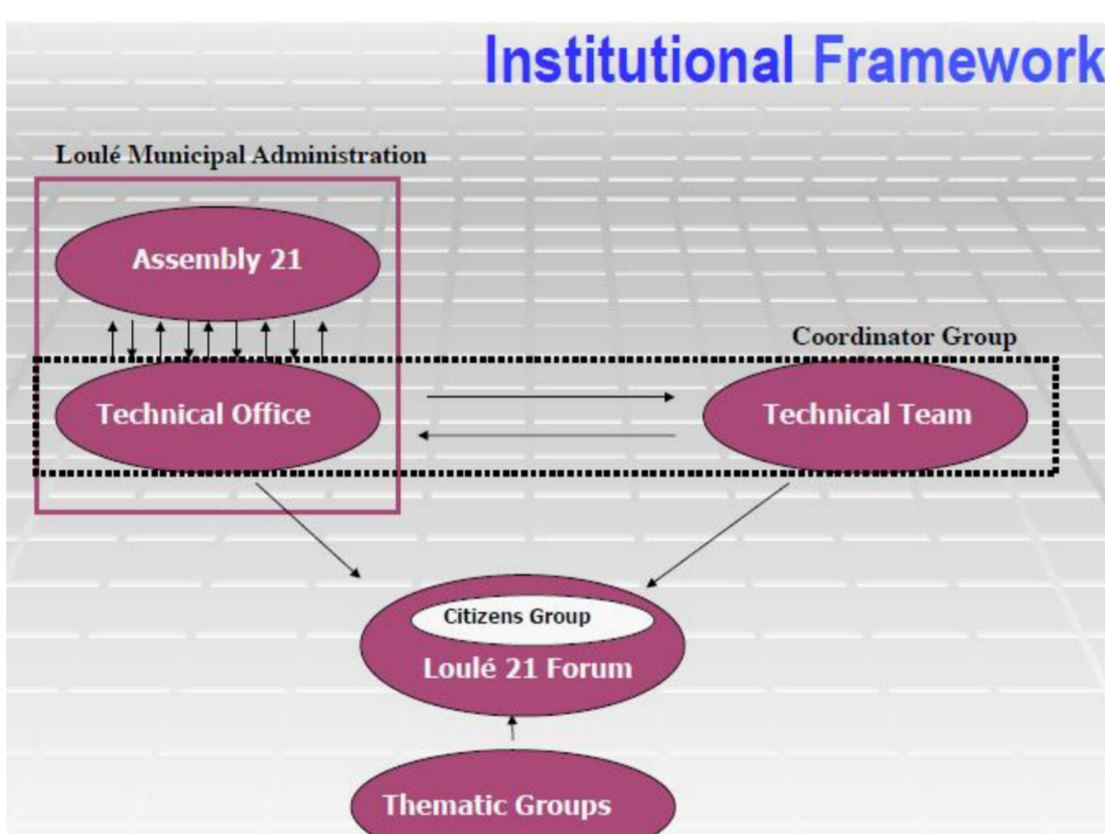 Institutional Framework
Loulé Municipal Administration
Assembly 21
Coordinator Group
Technical Office
Technical Team
Citizens Group
Loulé 21 Forum
Thematic Groups